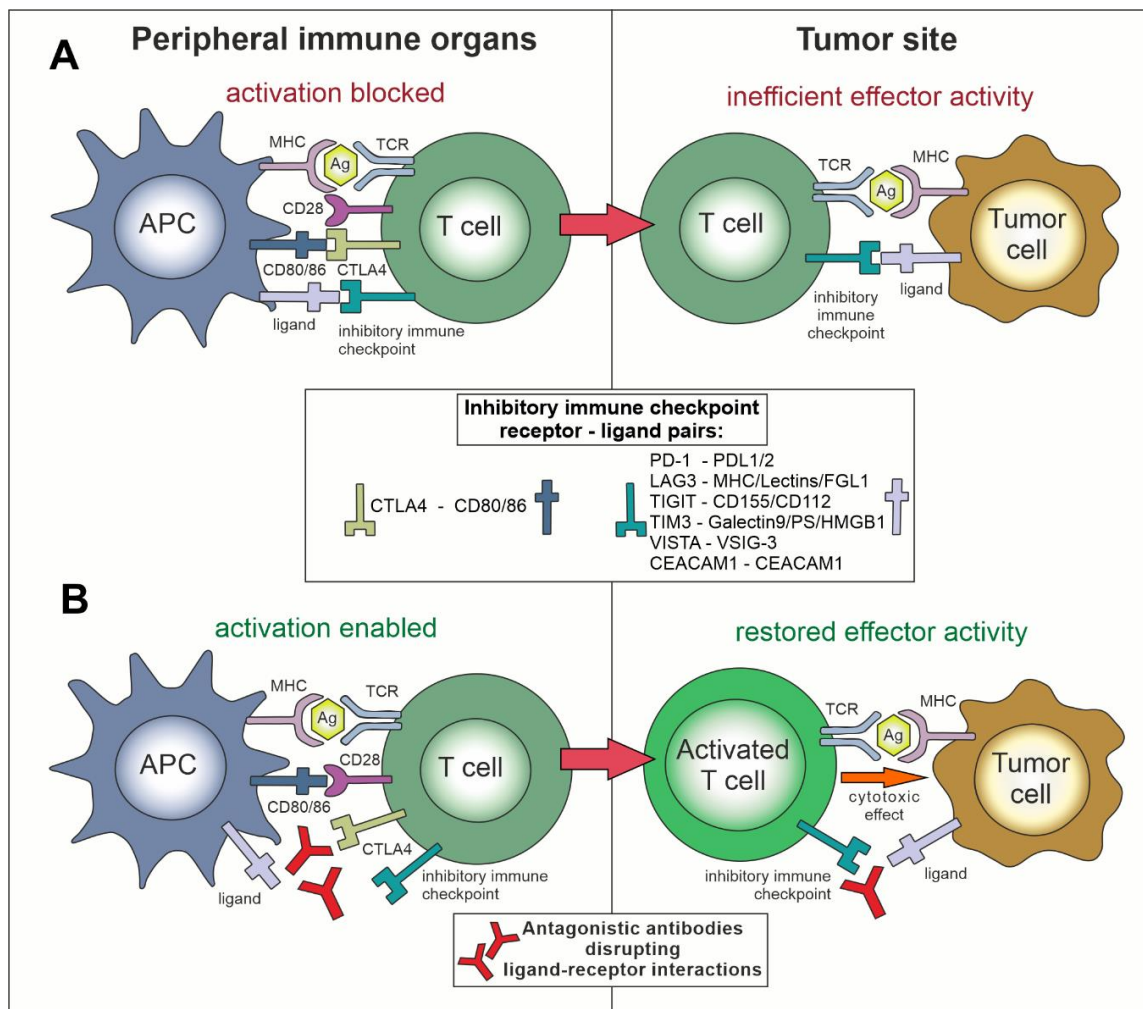 Peripheral immune organs
Tumor site
A
activation blocked
inefficient effector activity
MHC
Ag
TCR
CD28
APC
T cell
CD80/86
CTLA4
ligand
inhibitory immune
checkpoint
T cell
TCR
Ag
MHC
Tumor
cell
inhibitory
immune
checkpoint
ligand
Inhibitory immune checkpoint
receptor - ligand pairs:
CTLA4 - CD80/86
PD-1 - PDL1/2
LAG3 - MHC/Lectins/FGL1
TIGIT - CD155/CD112
TIM3 - Galectin9/PS/HMGB1
VISTA - VSIG-3
CEACAM1 - CEACAM1
B
activation enabled
restored effector activity
MHC
Ag
TCR
CD28
APC
T cell
CD80/86
CTLA4
ligand
inhibitory immune
checkpoint
TCR
Ag
MHC
Activated
T cell
cytotoxic
effect
Tumor
cell
inhibitory immune
checkpoint
ligand
Antagonistic antibodies
disrupting
ligand-receptor interactions